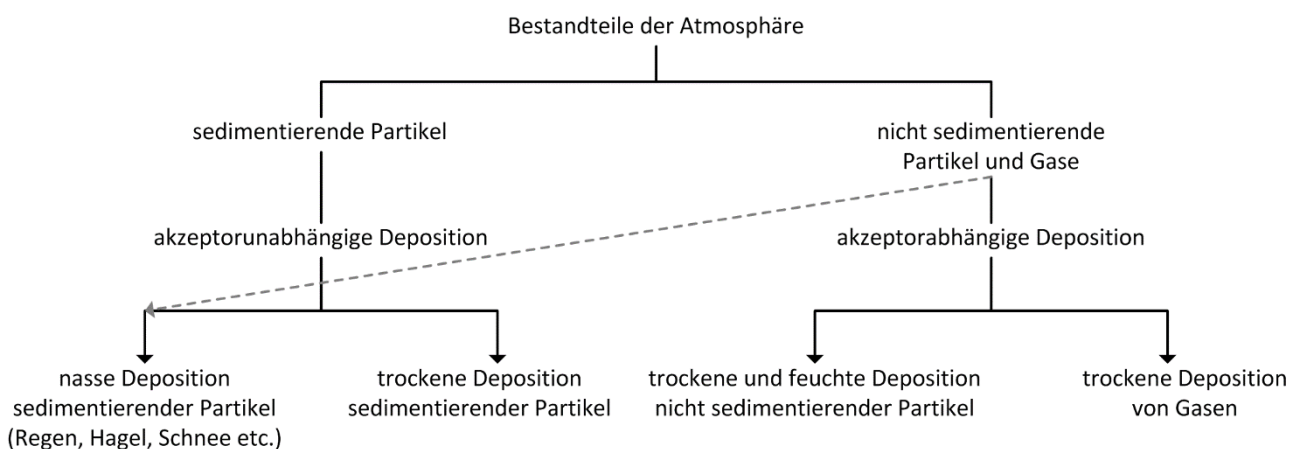 Bestandteile der Atmosphäre
sedimentierende Partikel
nicht sedimentierende
Partikel und Gase
akzeptorunabhängige Deposition
akzeptorabhängige Deposition
nasse Deposition
sedimentierender Partikel
(Regen, Hagel, Schnee etc.)
trockene Deposition
sedimentierender Partikel
trockene und feuchte Deposition
nicht sedimentierender Partikel
trockene Deposition
von Gasen